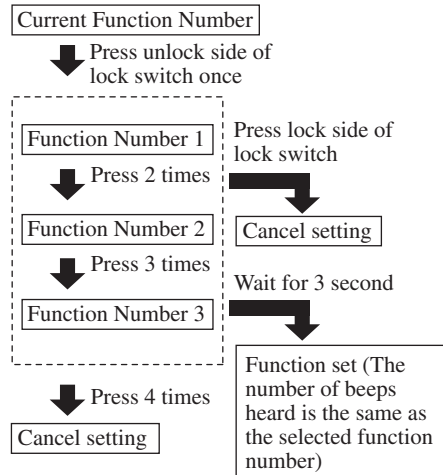 Current Function Number
Press unlock side of
lock switch once
Function Number 1
Press 2 times
Function Number 2
Press 3 times
Function Number 3
Press 4 times
Cancel setting
Press lock side of
lock switch
Cancel setting
Wait for 3 second
Function set (The
number of beeps
heard is the same as
the selected function
number)